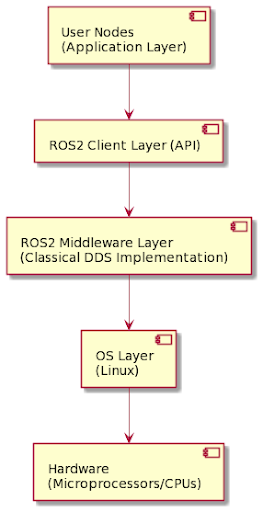 User Nodes
(Application Layer)
ROS2 Client Layer (API)
ROS2 Middleware Layer
(Classical DDS Implementation)
OS Layer
(Linux)
Hardware
(Microprocessors/CPUs)